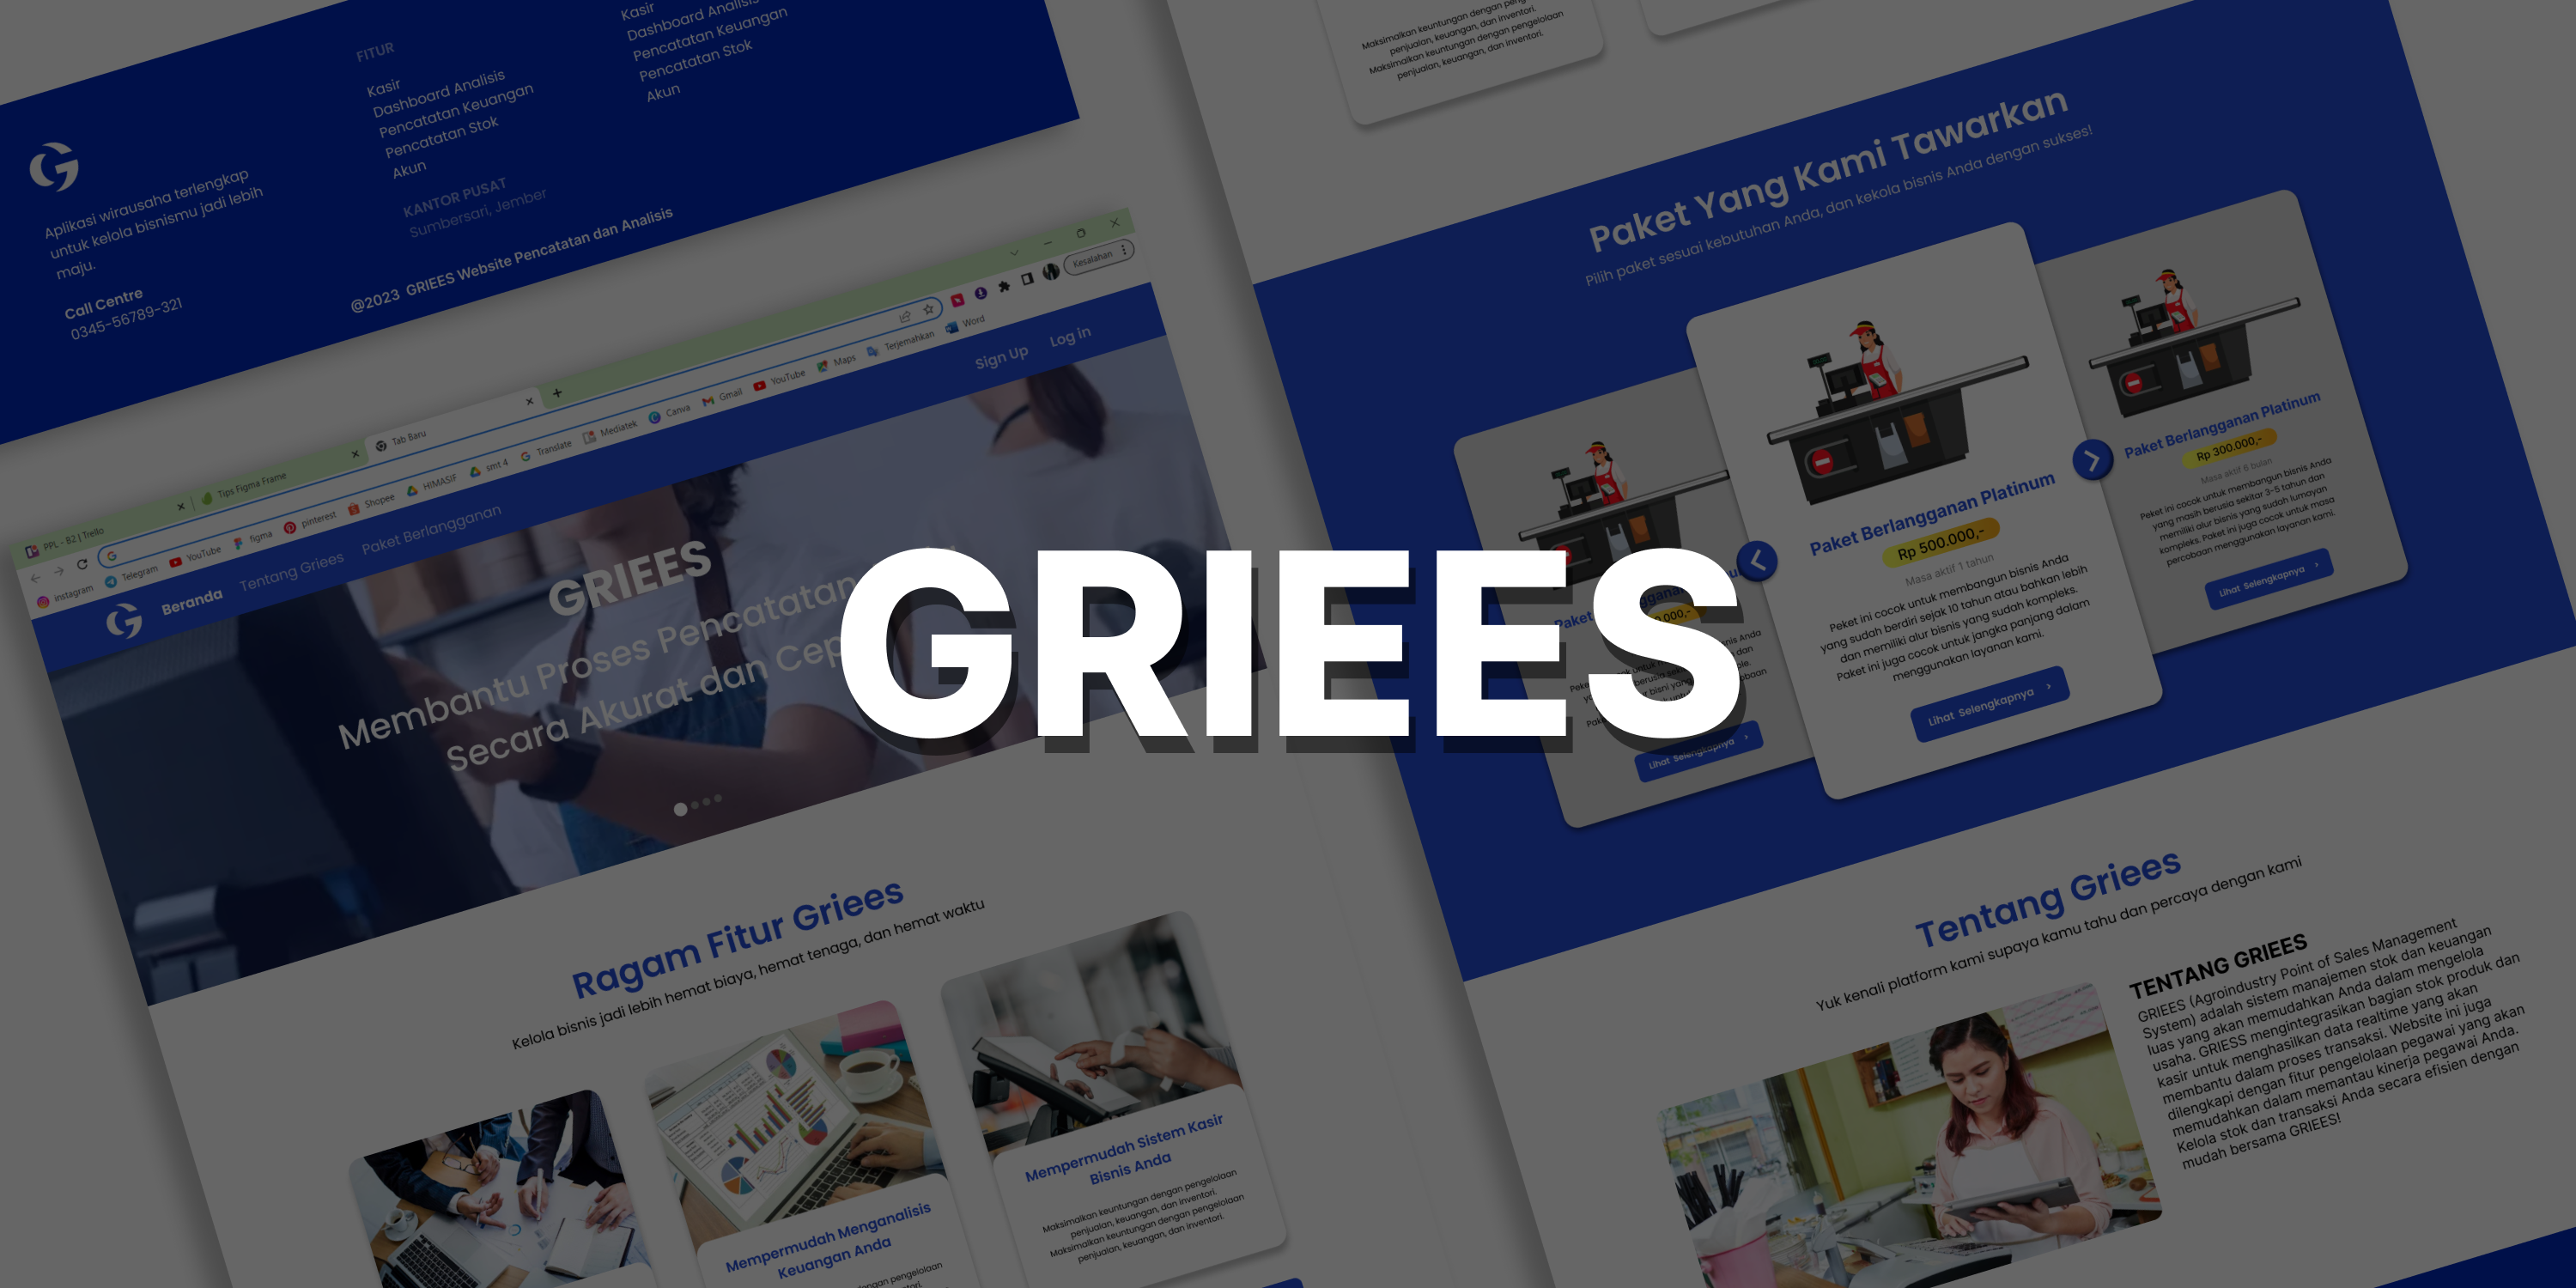 FITUR
Kasir
Dashboard Analisis
Pencatatan Keuangan
Pencatatan Stok
Akun
KANTOR PUSAT
Sumbersari, Jember
Kasir
Dashboard Analisis
Pencatatan Keuangan
Pencatatan Stok
Akun
Aplikasi wirausaha terlengkap
untuk kelola bisnismu jadi lebih
maju.
Call Centre
0345-56789-321
@2023 GRIEES Website Pencatatan dan Analisis
PPL - B2 | Trello
Tips Figma Frame
Tab Baru
Kesalahan
instagram
Telegram
YouTube
figma
pinterest
Shopee
HIMASIF
smt 4
Translate
Mediatek
Canva
Gmail
YouTube
Maps
Terjemahkan
Word
Beranda
Tentang Griees
Paket Berlangganan
Sign Up
Log in
GRIEES
Membantu Proses Pencatatan
Secara Akurat dan Cep
GRIEES
Ragam Fitur Griees
Kelola bisnis jadi lebih hemat biaya, hemat tenaga, dan hemat waktu
Mempermudah Menganalisis
Keuangan Anda
dengan pengelolaan
Mempermudah Sistem Kasir
Bisnis Anda
Maksimalkan keuntungan dengan pengelolaan
penjualan, keuangan, dan inventori.
Maksimalkan keuntungan dengan pengelolaan
penjualan, keuangan, dan inventori.
Maksimalkan keuntungan dengan
penjualan, keuangan, dan inventori.
Maksimalkan keuntungan dengan pengelolaan
penjualan, keuangan, dan inventori.
Paket Yang Kami Tawarkan
Pilih paket sesuai kebutuhan Anda, dan kekola bisnis Anda dengan sukses!
Paket
Lihat Selengkapnya
Paket Berlangganan Platinum
Rp 500.000,-
Masa aktif 1 tahun
Peket ini cocok untuk membangun bisnis Anda
yang sudah berdiri sejak 10 tahun atau bahkan lebih
dan memiliki alur bisnis yang sudah kompleks.
Paket ini juga cocok untuk jangka panjang dalam
menggunakan layanan kami.
Lihat Selengkapnya
Paket Berlangganan Platinum
Rp 300.000,-
Masa aktif 6 bulan
Peket ini cocok untuk membangun bisnis Anda
yang masih berusia sekitar 3-5 tahun dan
memiliki alur bisnis yang sudah lumayan
kompleks. Paket ini juga cocok untuk masa
percobaan menggunakan layanan kami.
Lihat Selengkapnya
Tentang Griees
Yuk kenali platform kami supaya kamu tahu dan percaya dengan kami
TENTANG GRIEES
GRIEES (Agroindustry Point of Sales Management
System) adalah sistem manajemen stok dan keuangan
luas yang akan memudahkan Anda dalam mengelola
usaha. GRIESS mengintegrasikan bagian stok produk dan
kasir untuk menghasilkan data realtime yang akan
membantu dalam proses transaksi. Website ini juga
dilengkapi dengan fitur pengelolaan pegawai yang akan
memudahkan dalam memantau kinerja pegawai Anda.
Kelola stok dan transaksi Anda secara efisien dengan
mudah bersama GRIEES!